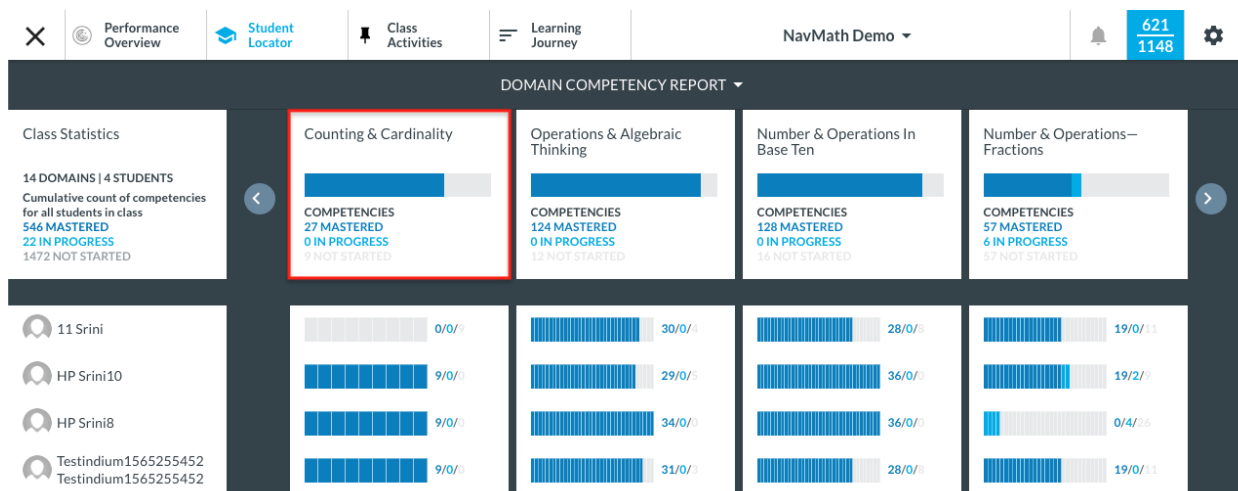 Performance
Overview
Student
Locator
Class
Activities
Learning
Journey
NavMath Demo
621
1148
DOMAIN COMPETENCY REPORT
Class Statistics
14 DOMAINS | 4 STUDENTS
Cumulative count of competencies
for all students in class
546 MASTERED
22 IN PROGRESS
1472 NOT STARTED
Counting & Cardinality
COMPETENCIES
27 MASTERED
0 IN PROGRESS
9 NOT STARTED
Operations & Algebraic
Thinking
COMPETENCIES
124 MASTERED
0 IN PROGRESS
12 NOT STARTED
Number & Operations In
Base Ten
COMPETENCIES
128 MASTERED
0 IN PROGRESS
16 NOT STARTED
Number & Operations—
Fractions
COMPETENCIES
57 MASTERED
6 IN PROGRESS
57 NOT STARTED
11 Srini
0/0/9
30/0/4
28/0/8
19/0/11
HP Srini10
9/0/0
29/0/5
36/0/0
19/2/9
HP Srini8
9/0/0
34/0/0
36/0/0
0/4/26
Testindium1565255452
Testindium1565255452
9/0/0
31/0/3
28/0/8
19/0/11